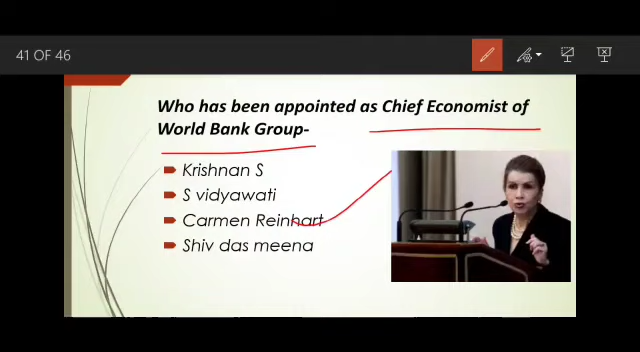 41 OF 46
Who has been appointed as Chief Economist of
World Bank Group-
Krishnan S
S vidyawati
Carmen Reinhart
Shiv das meena